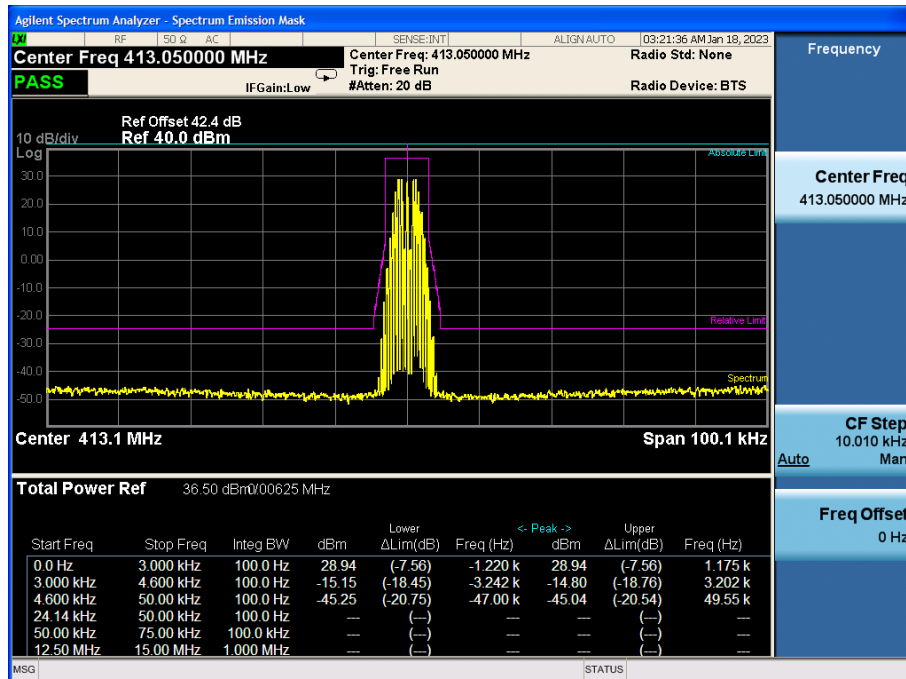 Agilent Spectrum Analyzer - Spectrum Emission Mask
LXI RF 50 Ω AC SENSE:INT ALIGN AUTO 03:21:36 AM Jan 18, 2023
Center Freq 413.050000 MHz Center Freq: 413.050000 MHz Radio Std: None
Trig: Free Run
PASS IFGain:Low #Atten: 20 dB Radio Device: BTS
Ref Offset 42.4 dB
10 dB/div Ref 40.0 dBm
Log
Absolute Limit
30.0
20.0
10.0
0.00
-10.0
-20.0
Relative Limit
-30.0
-40.0
Spectrum
-50.0
Center 413.1 MHz Span 100.1 kHz
Total Power Ref 36.50 dBm/0.00625 MHz
Lower <- Peak -> Upper
Start Freq Stop Freq Integ BW dBm ΔLim(dB) Freq (Hz) dBm ΔLim(dB) Freq (Hz)
0.0 Hz 3.000 kHz 100.0 Hz 28.94 (-7.56) -1.220 k 28.94 (-7.56) 1.175 k
3.000 kHz 4.600 kHz 100.0 Hz -15.15 (-18.45) -3.242 k -14.80 (-18.76) 3.202 k
4.600 kHz 50.00 kHz 100.0 Hz -45.25 (-20.75) -47.00 k -45.04 (-20.54) 49.55 k
24.14 kHz 50.00 kHz 100.0 Hz --- (---) --- --- (---) ---
50.00 kHz 75.00 kHz 100.0 kHz --- (---) --- --- (---) ---
12.50 MHz 15.00 MHz 1.000 MHz --- (---) --- --- (---) ---
MSG STATUS
Frequency
Center Freq
413.050000 MHz
CF Step
10.010 kHz
Auto Man
Freq Offset
0 Hz